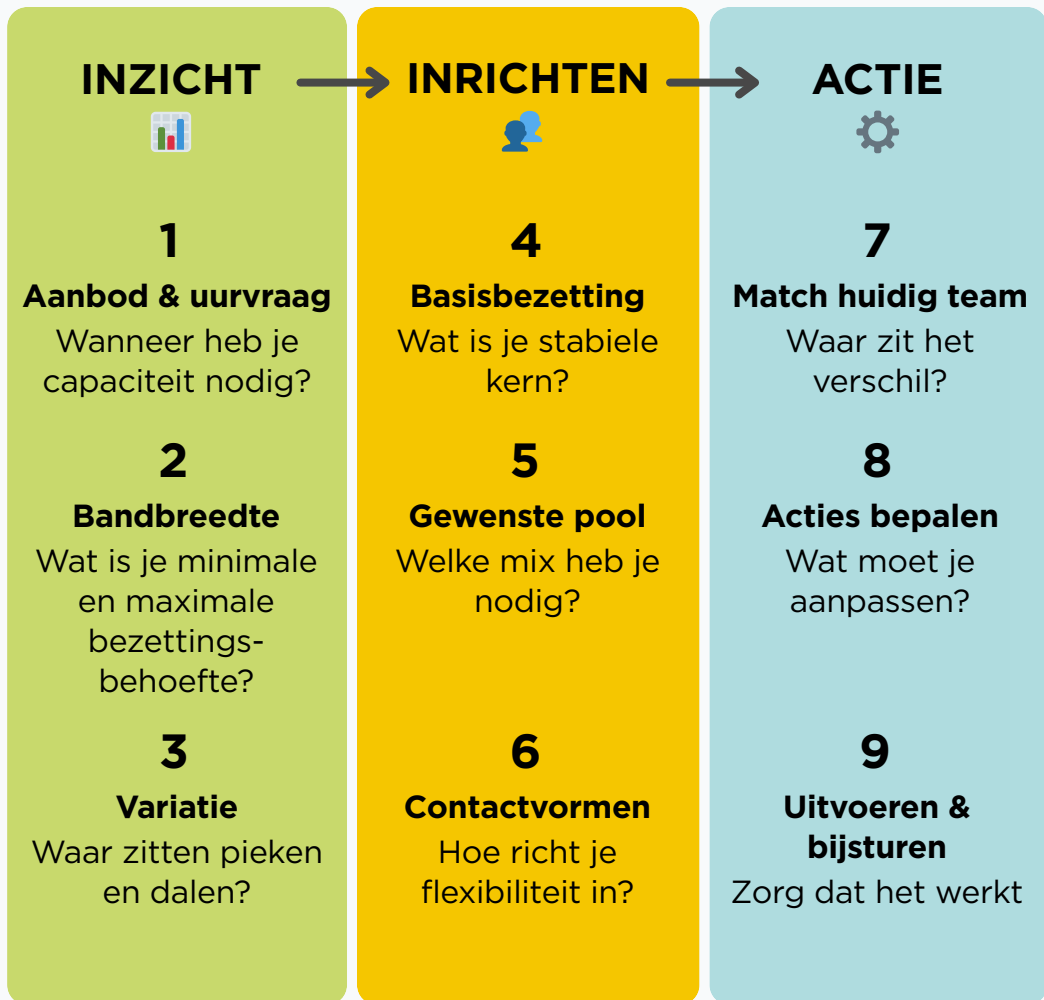 INZICHT
1
Aanbod & uurvraag
Wanneer heb je
capaciteit nodig?
2
Bandbreedte
Wat is je minimale
en maximale
bezettings-
behoefte?
3
Variatie
Waar zitten pieken
en dalen?
INRICHTEN
4
Basisbezetting
Wat is je stabiele
kern?
5
Gewenste pool
Welke mix heb je
nodig?
6
Contactvormen
Hoe richt je
flexibiliteit in?
ACTIE
7
Match huidig team
Waar zit het
verschil?
8
Acties bepalen
Wat moet je
aanpassen?
9
Uitvoeren &
bijsturen
Zorg dat het werkt